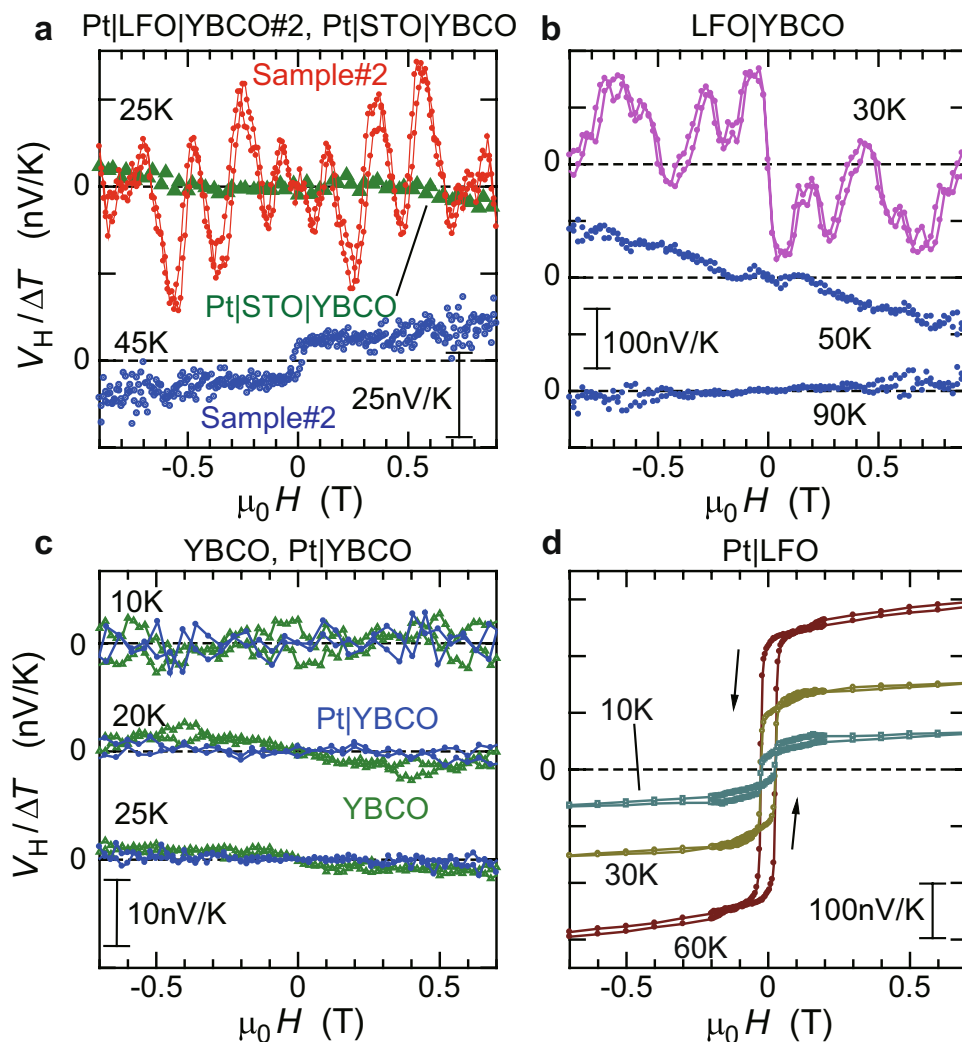 a Pt|LFO|YBCO#2, Pt|STO|YBCO
V_H/ΔT (nV/K)
Sample#2
25K
0
Pt|STO|YBCO
45K
0
25nV/K
Sample#2
-0.5 0 0.5
μ₀H (T)
b LFO|YBCO
30K
0
0
50K
100nV/K
0
90K
-0.5 0 0.5
μ₀H (T)
c YBCO, Pt|YBCO
V_H/ΔT (nV/K)
10K
0
20K
Pt|YBCO
0
YBCO
25K
0
10nV/K
-0.5 0 0.5
μ₀H (T)
d Pt|LFO
10K
0
30K
100nV/K
60K
-0.5 0 0.5
μ₀H (T)